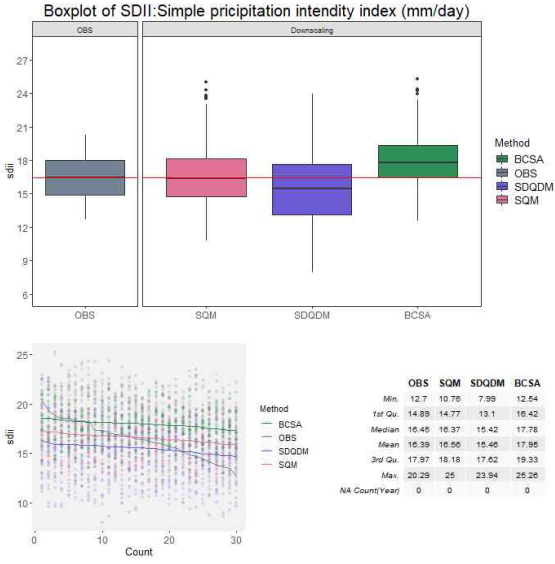 Boxplot of SDII:Simple pricipitation intendity index (mm/day)
OBS
Downscaling
27
24
21
18
15
12
9
6
sdii
OBS
SQM
SDQDM
BCSA
Method
BCSA
OBS
SDQDM
SQM
25
20
15
10
sdii
0
10
20
30
Count
Method
BCSA
OBS
SDQDM
SQM
OBS SQM SDQDM BCSA
Min. 12.7 10.76 7.99 12.54
1st Qu. 14.89 14.77 13.1 16.42
Median 16.45 16.37 15.42 17.78
Mean 16.39 16.56 15.46 17.95
3rd Qu. 17.97 18.18 17.62 19.33
Max. 20.29 25 23.94 25.26
NA Count(Year) 0 0 0 0